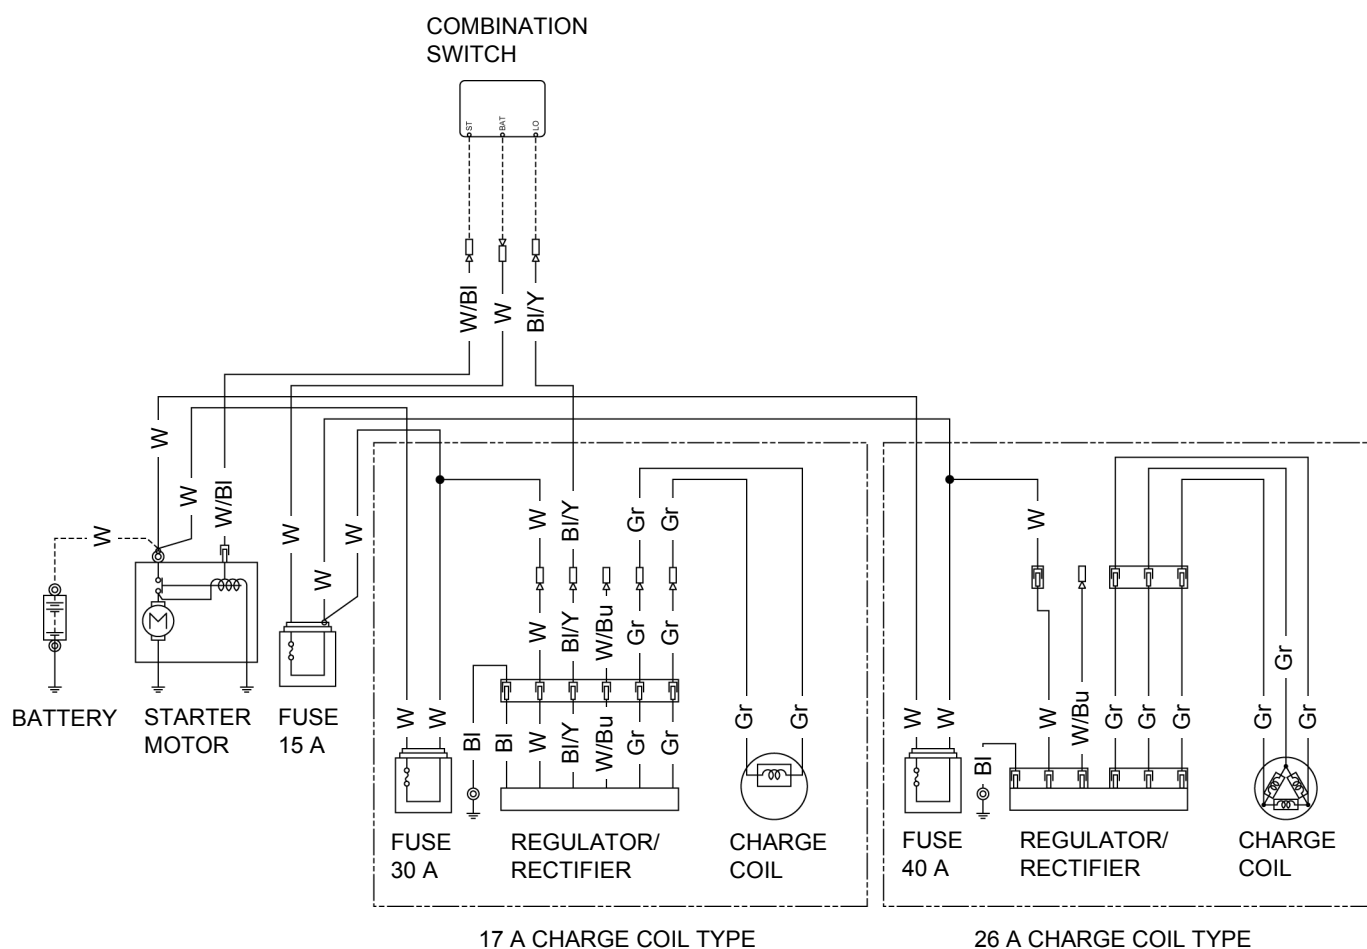 COMBINATION
SWITCH
ST
BAT
LO
W/Bl
W
Bl/Y
W
W
W
W/Bl
W
W
W
W
Bl/Y
Gr
Gr
W
W
Bl/Y
W/Bu
Gr
Gr
Gr
W
W
Bl
Bl
W
Bl/Y
W/Bu
Gr
Gr
Gr
Gr
W
W
Bl
W
W/Bu
Gr
Gr
Gr
Gr
Gr
BATTERY
STARTER
MOTOR
M
FUSE
15 A
FUSE
30 A
REGULATOR/
RECTIFIER
CHARGE
COIL
FUSE
40 A
REGULATOR/
RECTIFIER
CHARGE
COIL
17 A CHARGE COIL TYPE
26 A CHARGE COIL TYPE